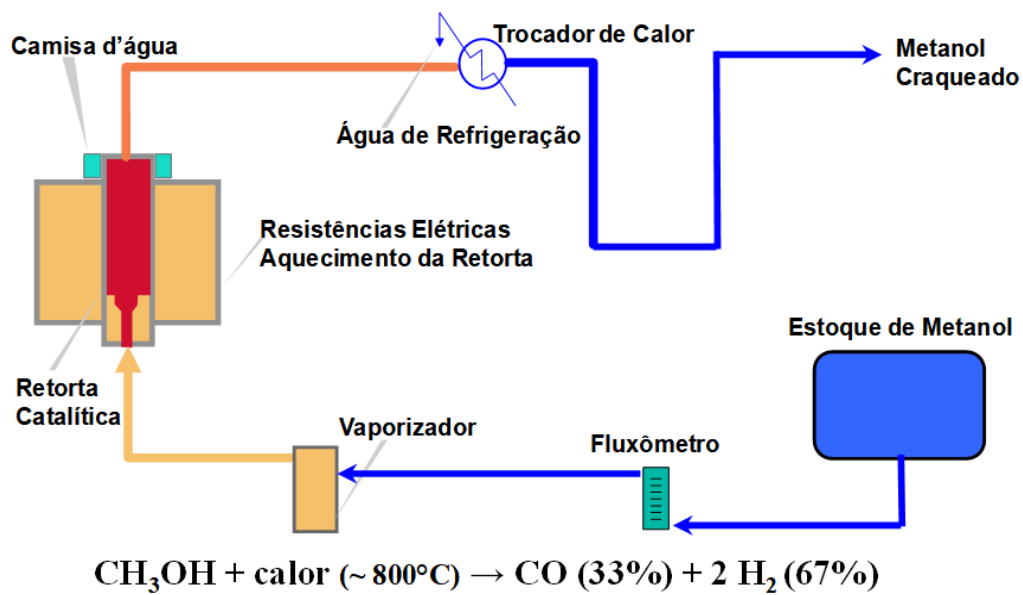 Camisa d'água
Trocador de Calor
Metanol
Craqueado
Água de Refrigeração
Resistências Elétricas
Aquecimento da Retorta
Estoque de Metanol
Retorta
Catalítica
Vaporizador
Fluxômetro
CH₃OH + calor (~ 800°C) → CO (33%) + 2 H₂ (67%)